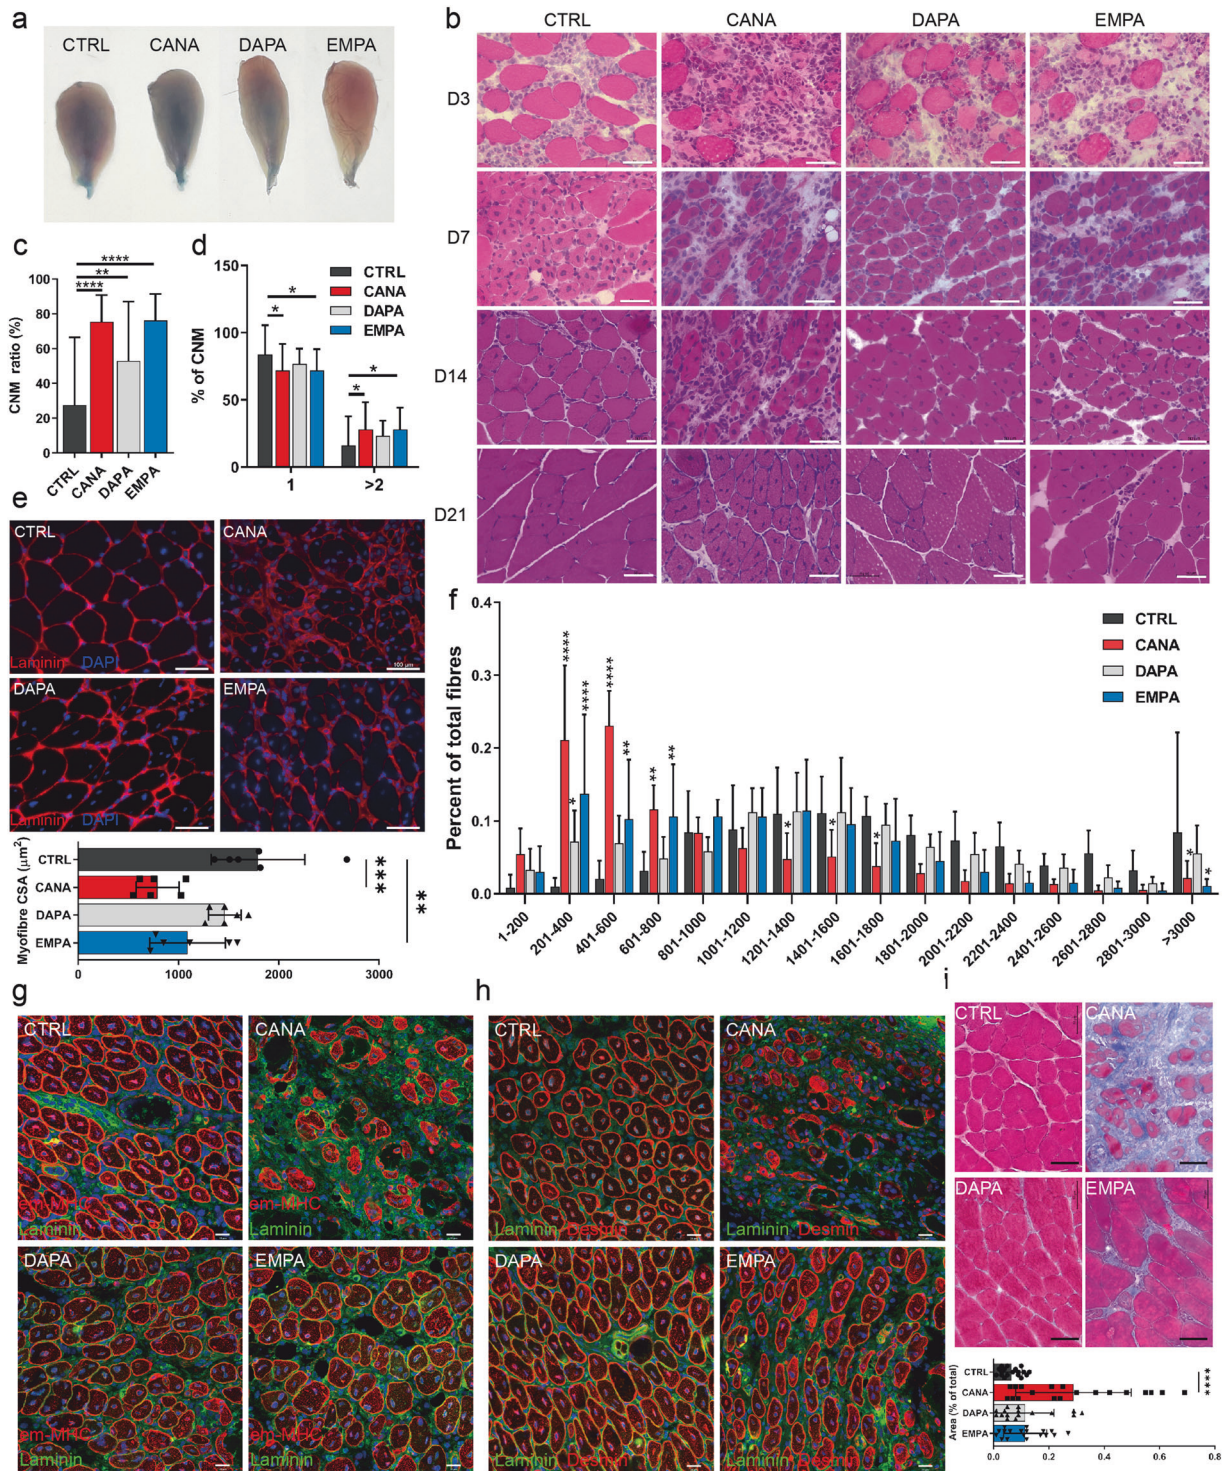 a
CTRL CANA DAPA EMPA
b
CTRL CANA DAPA EMPA
D3
D7
D14
D21
c
CNM ratio (%)
100
80
60
40
20
0
****
**
****
CTRL CANA DAPA EMPA
d
% of CNM
150
100
50
0
CTRL
CANA
DAPA
EMPA
*
*
*
*
1 >2
e
CTRL CANA
Laminin DAPI
100 μm
DAPA EMPA
Laminin DAPI
Myofibre CSA (μm²)
CTRL
CANA
DAPA
EMPA
***
**
0 1000 2000 3000
f
Percent of total fibres
0.4
0.3
0.2
0.1
0.0
CTRL
CANA
DAPA
EMPA
**** * ****
**** **
** **
*
*
*
* *
1-200 201-400 401-600 601-800 801-1000 1001-1200 1201-1400 1401-1600 1601-1800 1801-2000 2001-2200 2201-2400 2401-2600 2601-2800 2801-3000 >3000
g
CTRL CANA
em-MHC em-MHC
Laminin Laminin
DAPA EMPA
em-MHC em-MHC
Laminin Laminin
h
CTRL CANA
Laminin Desmin Laminin Desmin
DAPA EMPA
Laminin Desmin Laminin Desmin
i
CTRL CANA
DAPA EMPA
Area (% of total)
CTRL
CANA
DAPA
EMPA
****
0.0 0.2 0.4 0.6 0.8